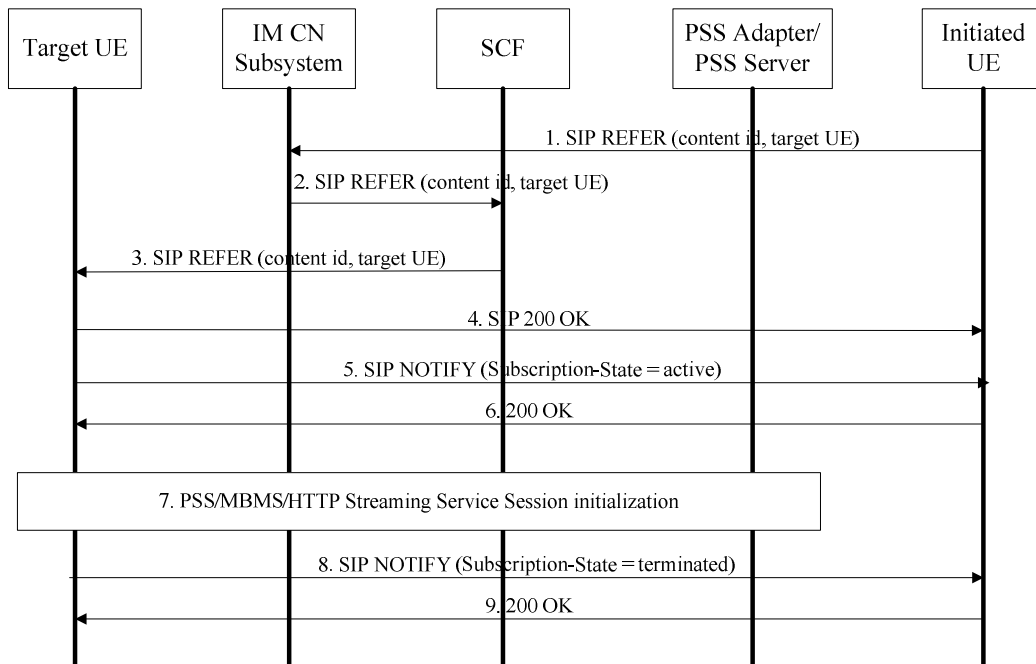 Target UE
IM CN
Subsystem
SCF
PSS Adapter/
PSS Server
Initiated
UE
1. SIP REFER (content id, target UE)
2. SIP REFER (content id, target UE)
3. SIP REFER (content id, target UE)
4. SIP 200 OK
5. SIP NOTIFY (Subscription-State = active)
6. 200 OK
7. PSS/MBMS/HTTP Streaming Service Session initialization
8. SIP NOTIFY (Subscription-State = terminated)
9. 200 OK